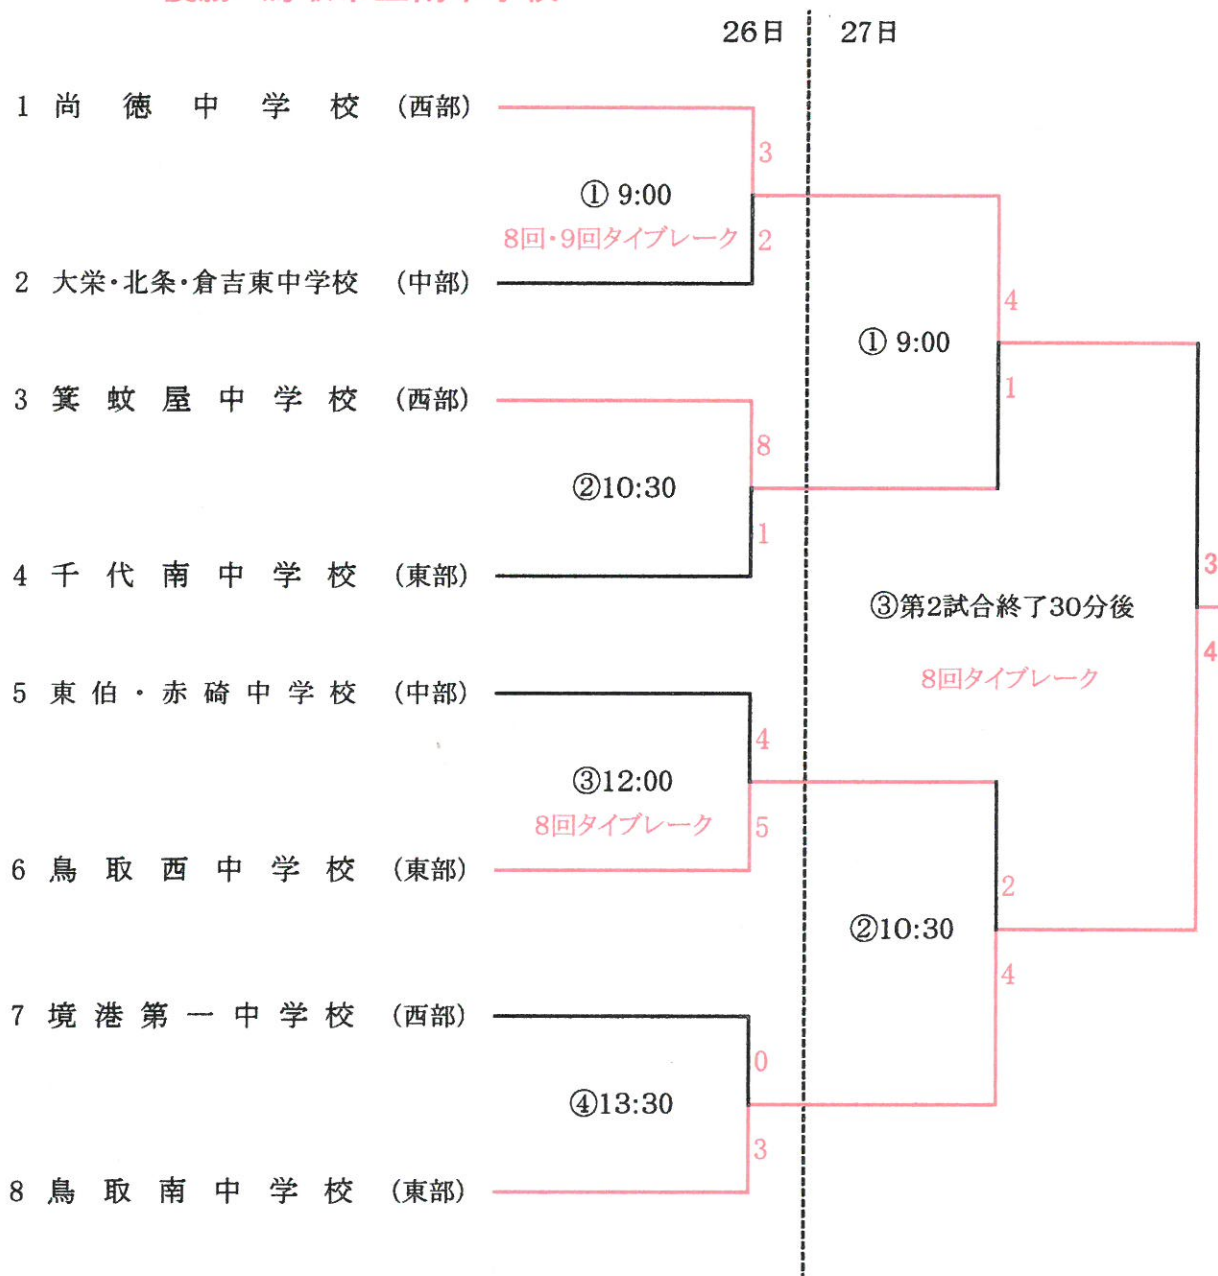 26日 27日
1 尚徳中学校 (西部)
3
① 9:00
8回・9回タイブレーク 2
2 大栄・北条・倉吉東中学校 (中部)
4
① 9:00
1
3 箕蚊屋中学校 (西部)
8
②10:30
1
4 千代南中学校 (東部)
3
③第2試合終了30分後
4
8回タイブレーク
5 東伯・赤碕中学校 (中部)
4
③12:00
8回タイブレーク 5
6 鳥取西中学校 (東部)
2
②10:30
4
7 境港第一中学校 (西部)
0
④13:30
3
8 鳥取南中学校 (東部)